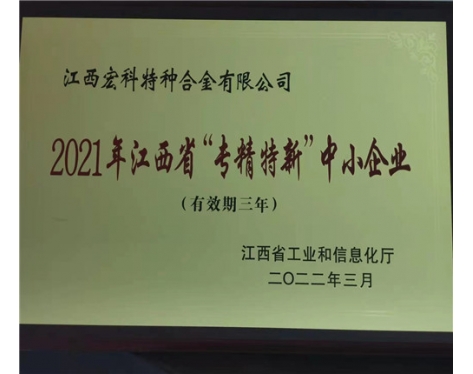 江西宏科特种合金有限公司
2021年江西省“专精特新”中小企业
(有效期三年)
江西省工业和信息化厅
二〇二二年三月